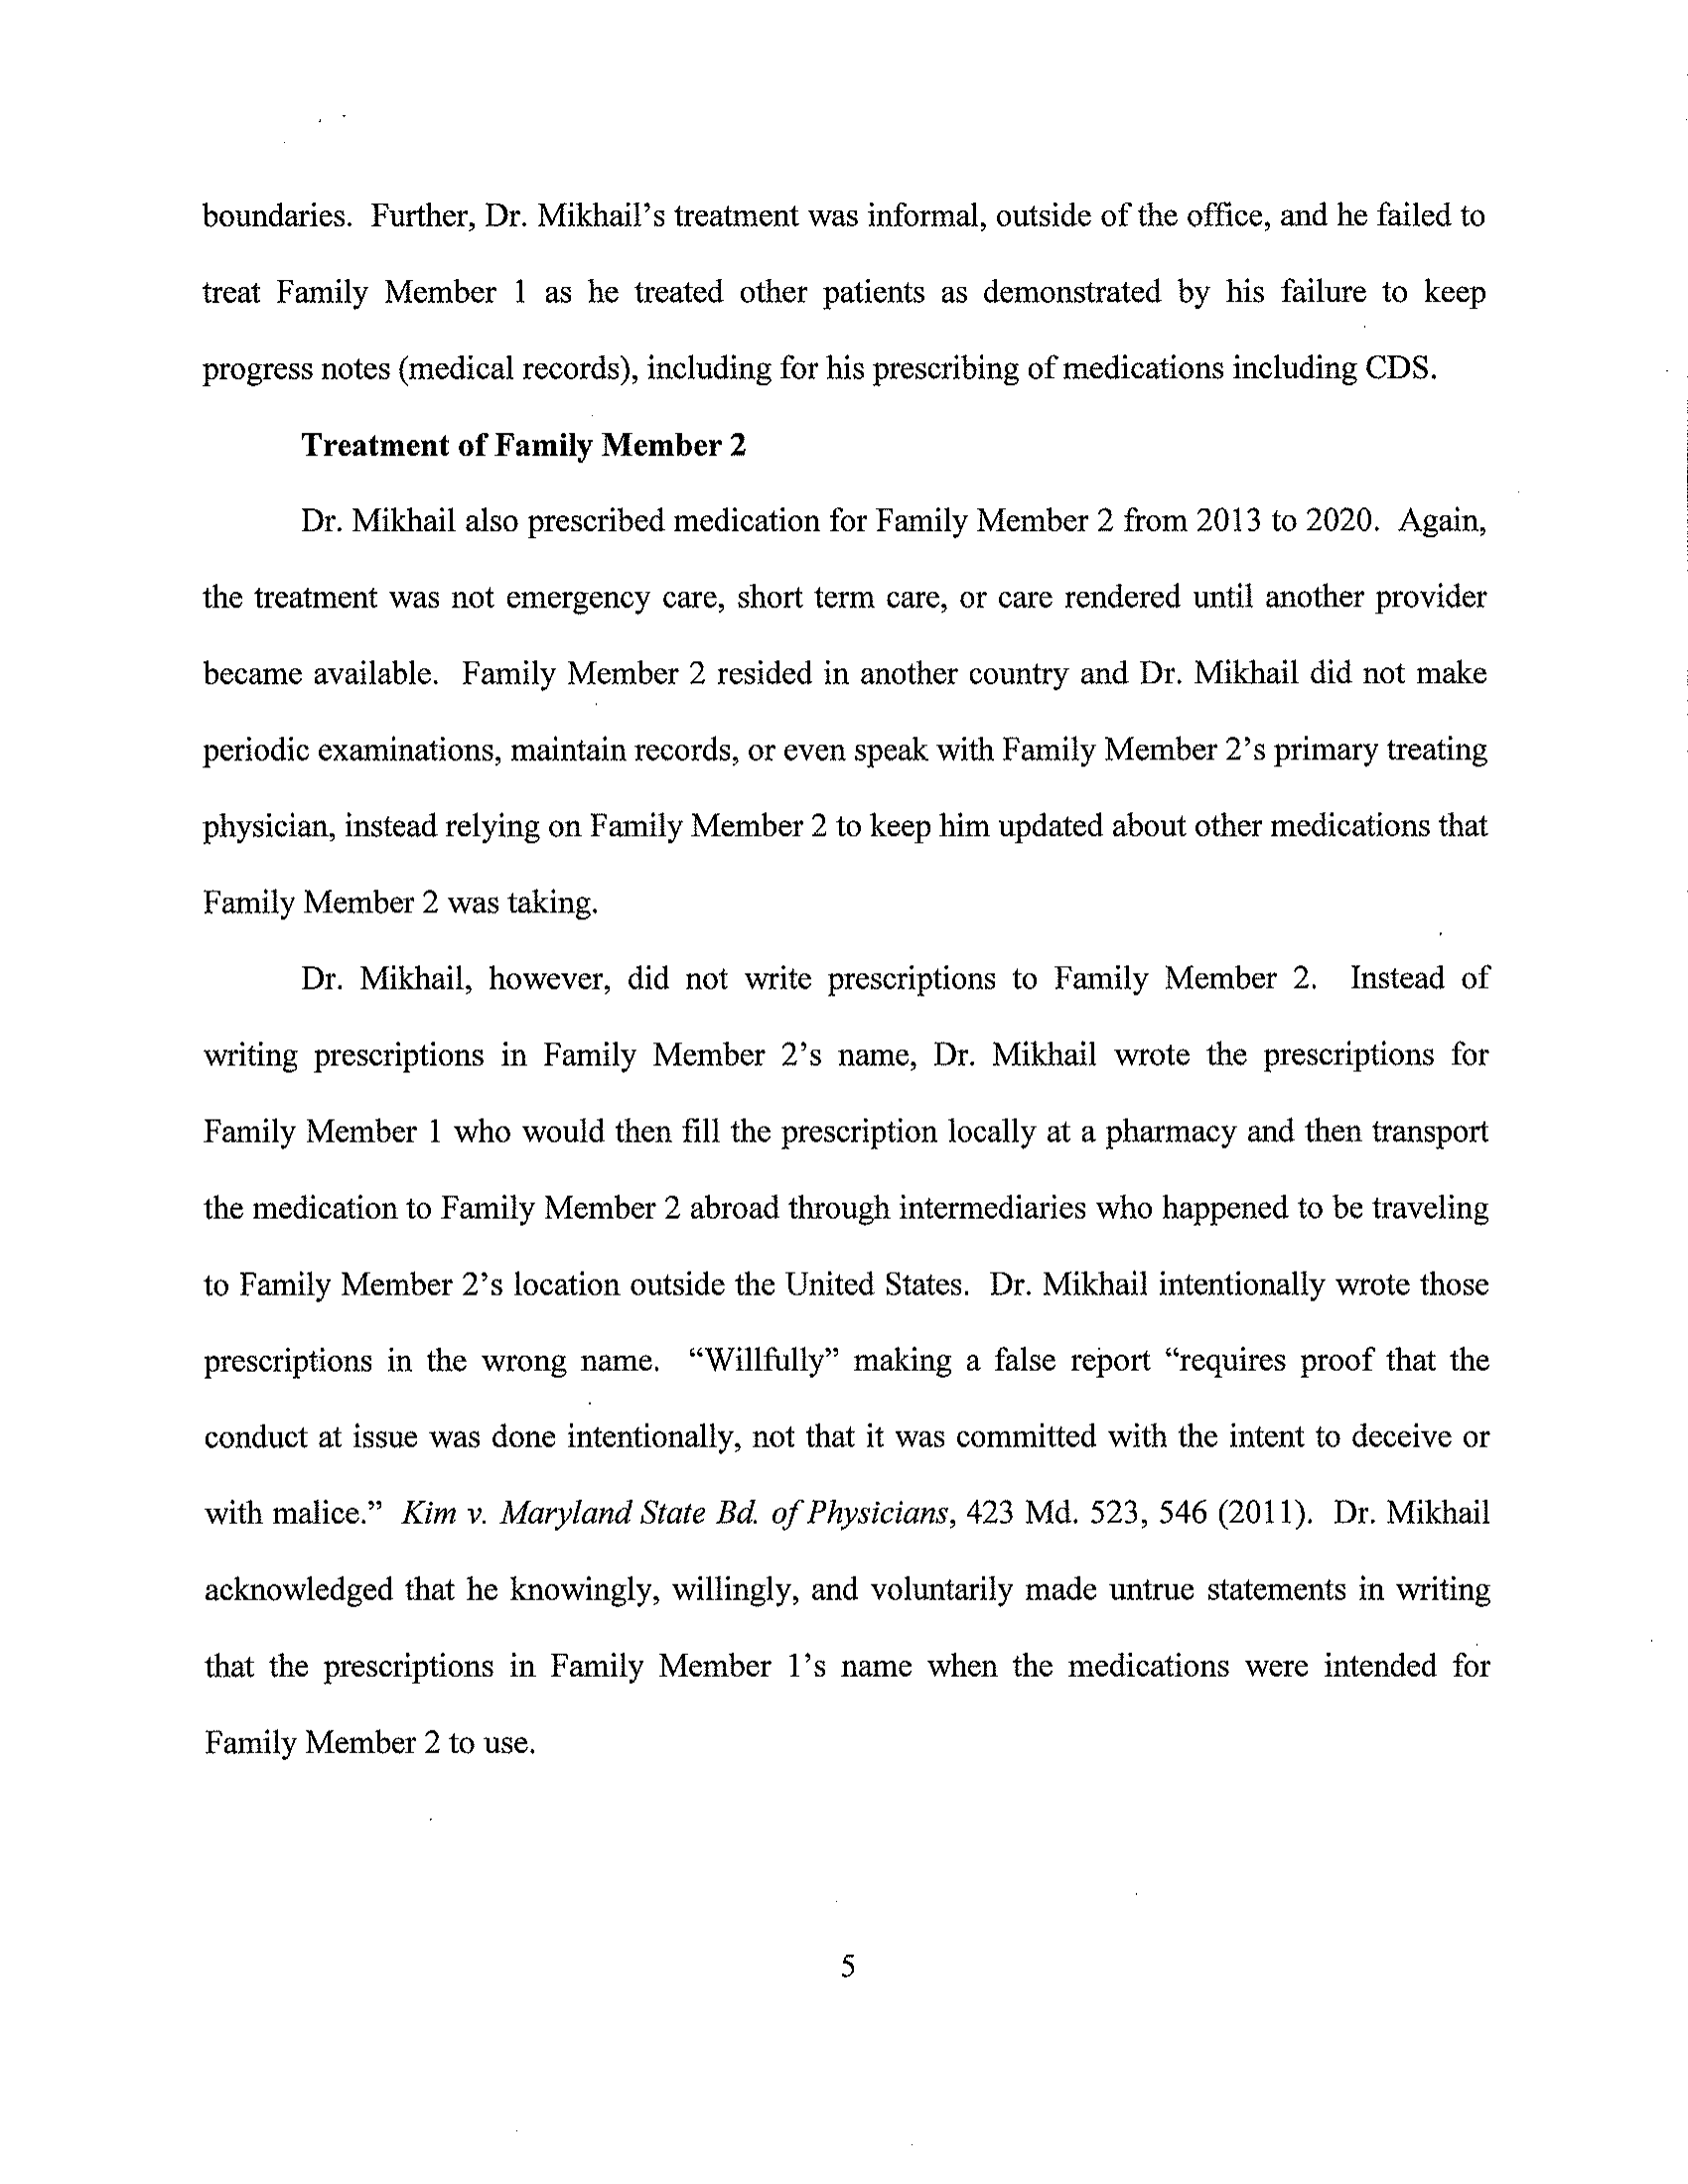 boundaries. Further, Dr. Mikhail’s treatment was informal, outside of the office, and he failed to
treat Family Member 1 as he treated other patients as demonstrated by his failure to keep
progress notes (medical records), including for his prescribing of medications including CDS.
Treatment of Family Member 2
Dr. Mikhail also prescribed medication for Family Member 2 from 2013 to 2020. Again,
the treatment was not emergency care, short term care, or care rendered until another provider
became available. Family Member 2 resided in another country and Dr. Mikhail did not make
periodic examinations, maintain records, or even speak with Family Member 2’s primary treating
physician, instead relying on Family Member 2 to keep him updated about other medications that
Family Member 2 was taking.
Dr. Mikhail, however, did not write prescriptions to Family Member 2. Instead of
writing prescriptions in Family Member 2’s name, Dr. Mikhail wrote the prescriptions for
Family Member 1 who would then fill the prescription locally at a pharmacy and then transport
the medication to Family Member 2 abroad through intermediaries who happened to be traveling
to Family Member 2’s location outside the United States. Dr. Mikhail intentionally wrote those
prescriptions in the wrong name. “Willfully” making a false report “requires proof that the
conduct at issue was done intentionally, not that it was committed with the intent to deceive or
with malice.” Kim v. Maryland State Bd. of Physicians, 423 Md. 523, 546 (2011). Dr. Mikhail
acknowledged that he knowingly, willingly, and voluntarily made untrue statements in writing
that the prescriptions in Family Member 1’s name when the medications were intended for
Family Member 2 to use.
5